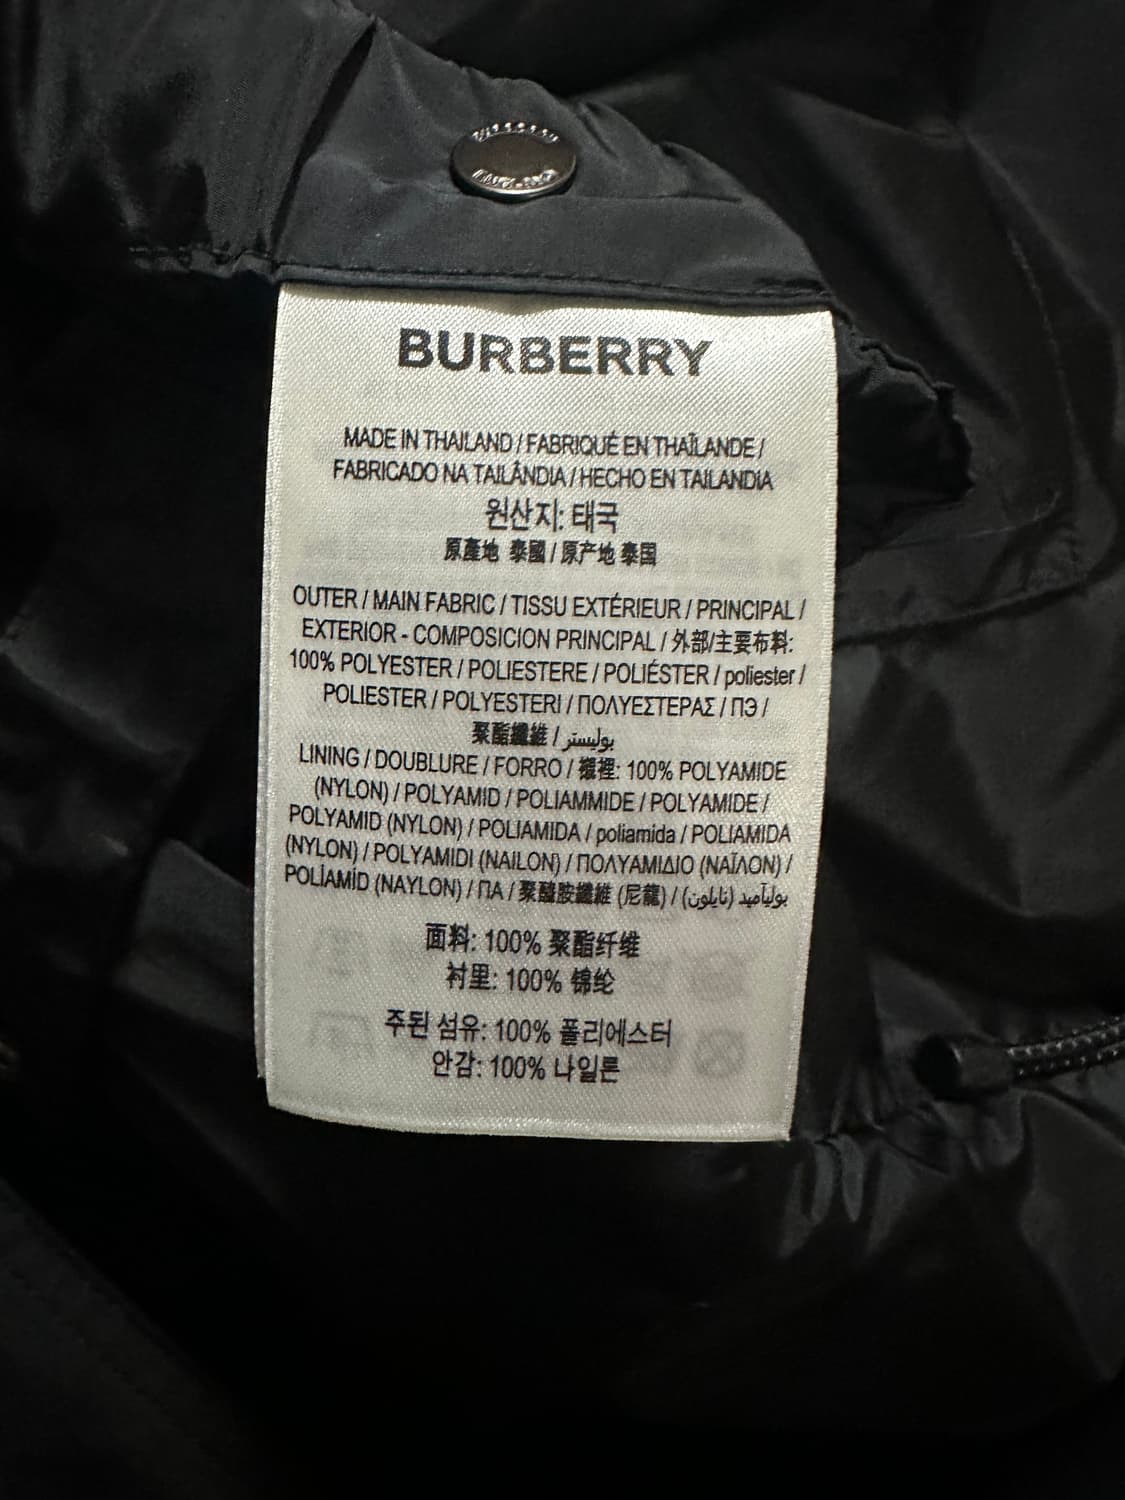 BURBERRY
MADE IN THAILAND / FABRIQUÉ EN THAÏLANDE /
FABRICADO NA TAILÂNDIA / HECHO EN TAILANDIA
원산지: 태국
原產地 泰國 / 原产地 泰国
OUTER / MAIN FABRIC / TISSU EXTÉRIEUR / PRINCIPAL /
EXTERIOR - COMPOSICION PRINCIPAL / 外部/主要布料:
100% POLYESTER / POLIESTERE / POLIÉSTER / poliester /
POLIESTER / POLYESTERI / ΠΟΛΥΕΣΤΕΡΑΣ / ПЭ /
聚酯纖維 / بوليستر
LINING / DOUBLURE / FORRO / 襯裡: 100% POLYAMIDE
(NYLON) / POLYAMID / POLIAMMIDE / POLYAMIDE /
POLYAMID (NYLON) / POLIAMIDA / poliamida / POLIAMIDA
(NYLON) / POLYAMIDI (NAILON) / ΠΟΛΥΑΜΙΔΙΟ (ΝΑΪΛΟΝ) /
POLÍAMÍD (NAYLON) / ПА / 聚醯胺纖維 (尼龍) / بولياميد (نايلون)
面料: 100% 聚酯纤维
衬里: 100% 锦纶
주된 섬유: 100% 폴리에스터
안감: 100% 나일론